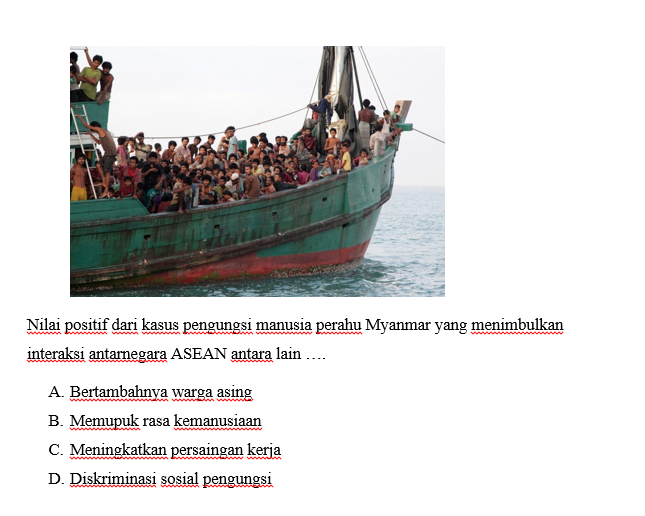 Nilai positif dari kasus pengungsi manusia perahu Myanmar yang menimbulkan
interaksi antarnegara ASEAN antara lain ….
A. Bertambahnya warga asing
B. Memupuk rasa kemanusiaan
C. Meningkatkan persaingan kerja
D. Diskriminasi sosial pengungsi